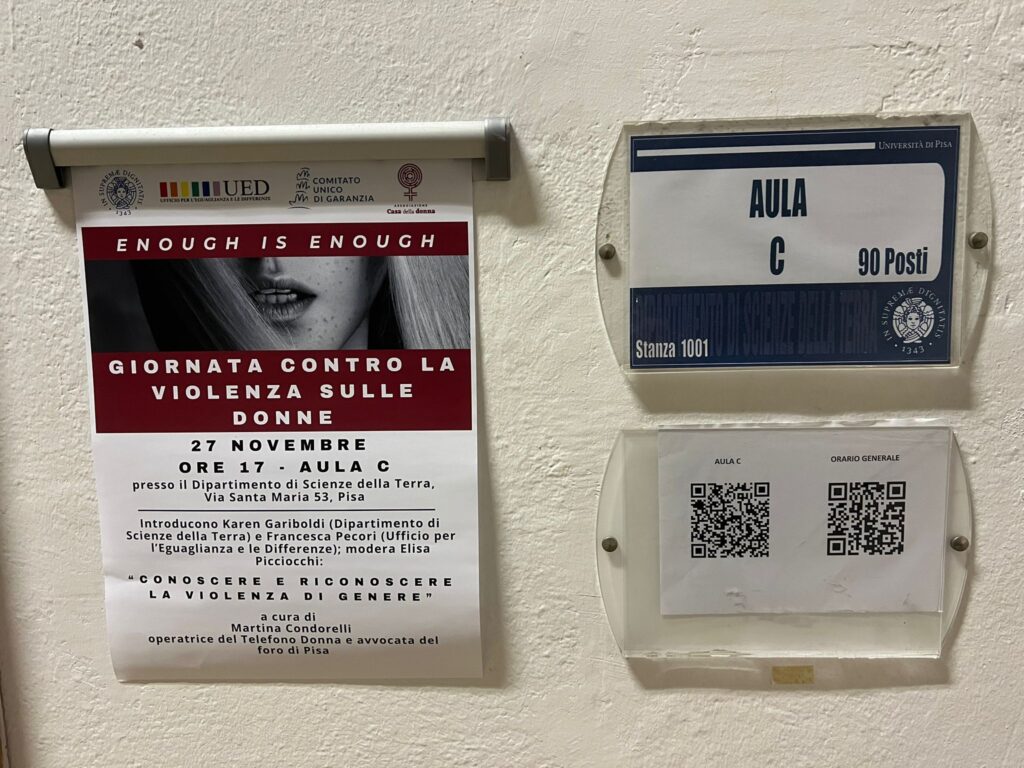 IN SUPREMÆ DIGNITATIS
1343
UED
UFFICIO PER L'EGUAGLIANZA E LE DIFFERENZE
COMITATO
UNICO
DI GARANZIA
ASSOCIAZIONE
Casa della donna
ENOUGH IS ENOUGH
GIORNATA CONTRO LA
VIOLENZA SULLE
DONNE
27 NOVEMBRE
ORE 17 - AULA C
presso il Dipartimento di Scienze della Terra,
Via Santa Maria 53, Pisa
Introducono Karen Gariboldi (Dipartimento di
Scienze della Terra) e Francesca Pecori (Ufficio per
l'Eguaglianza e le Differenze); modera Elisa
Picciocchi:
"CONOSCERE E RICONOSCERE
LA VIOLENZA DI GENERE"
a cura di
Martina Condorelli
operatrice del Telefono Donna e avvocata del
foro di Pisa
UNIVERSITÀ DI PISA
AULA
C
90 Posti
DIPARTIMENTO DI SCIENZE DELLA TERRA
Stanza 1001
IN SUPREMÆ DIGNITATIS
1343
AULA C
ORARIO GENERALE